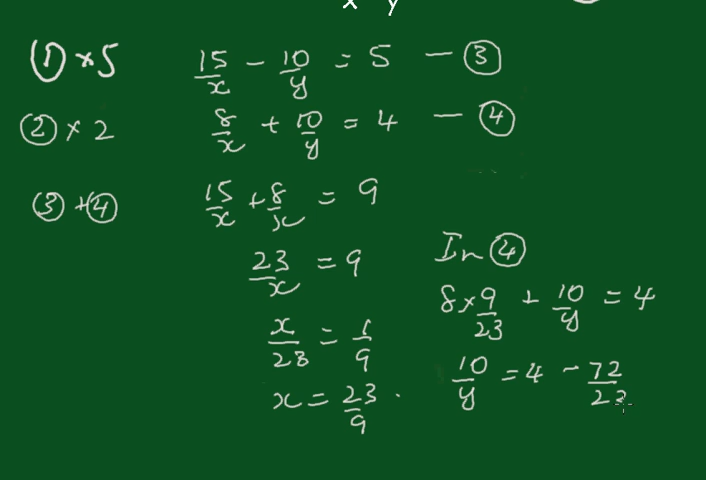 x y
① × 5 15/x - 10/y = 5 — ③
② × 2 8/x + 10/y = 4 — ④
③ + ④ 15/x + 8/x = 9
23/x = 9
In ④
8 × 9/23 + 10/y = 4
x/23 = 1/9
10/y = 4 - 72/23
x = 23/9 .